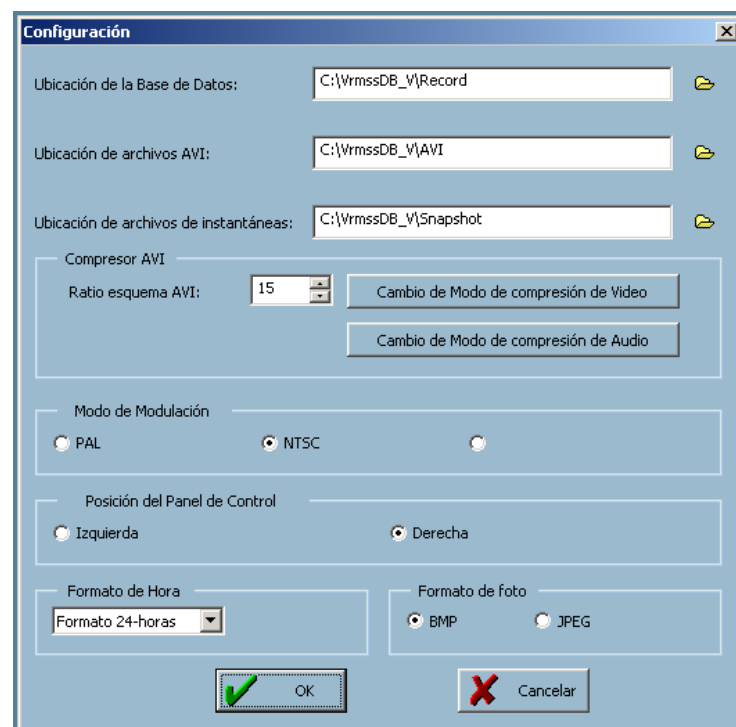 Configuración
Ubicación de la Base de Datos: C:\VrmssDB_V\Record
Ubicación de archivos AVI: C:\VrmssDB_V\AVI
Ubicación de archivos de instantáneas: C:\VrmssDB_V\Snapshot
Compresor AVI
Ratio esquema AVI: 15 Cambio de Modo de compresión de Video
Cambio de Modo de compresión de Audio
Modo de Modulación
PAL NTSC
Posición del Panel de Control
Izquierda Derecha
Formato de Hora Formato de foto
Formato 24-horas BMP JPEG
OK Cancelar